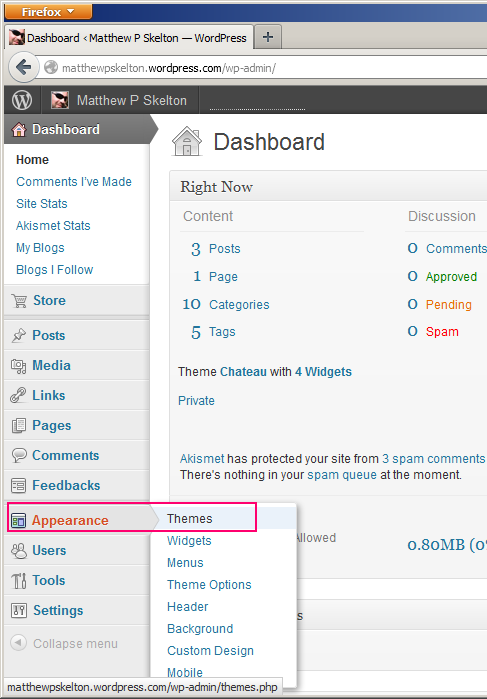 Firefox
Dashboard ‹ Matthew P Skelton — WordPress
matthewpskelton.wordpress.com/wp-admin/
Matthew P Skelton
Dashboard
Home
Comments I've Made
Site Stats
Akismet Stats
My Blogs
Blogs I Follow
Store
Posts
Media
Links
Pages
Comments
Feedbacks
Appearance
Users
Tools
Settings
Collapse menu
Dashboard
Right Now
Content Discussion
3 Posts 0 Comments
1 Page 0 Approved
10 Categories 0 Pending
5 Tags 0 Spam
Theme Chateau with 4 Widgets
Private
Akismet has protected your site from 3 spam comments
There's nothing in your spam queue at the moment.
Allowed 0.80MB (0%
Themes
Widgets
Menus
Theme Options
Header
Background
Custom Design
Mobile
matthewpskelton.wordpress.com/wp-admin/themes.php